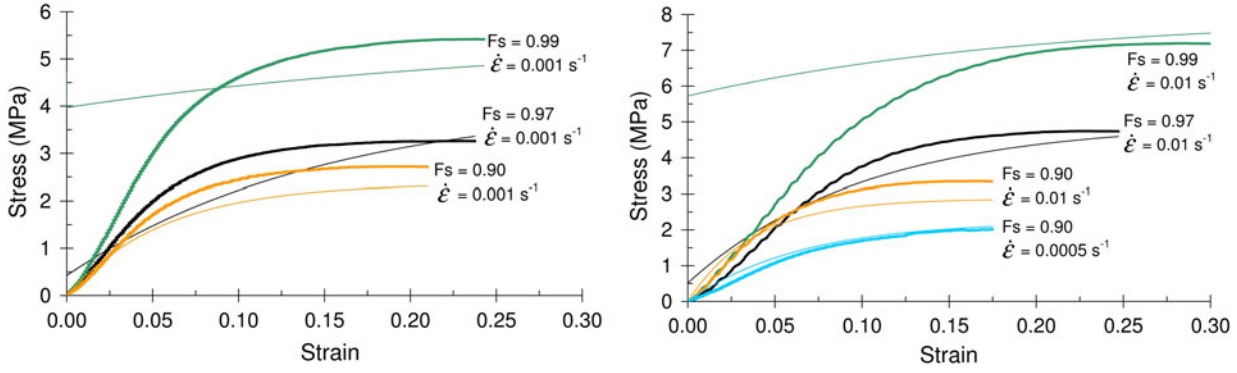 6
5
4
3
2
1
0
Stress (MPa)
0.00 0.05 0.10 0.15 0.20 0.25 0.30
Strain
Fs = 0.99
ε̇ = 0.001 s⁻¹
Fs = 0.97
ε̇ = 0.001 s⁻¹
Fs = 0.90
ε̇ = 0.001 s⁻¹
8
7
6
5
4
3
2
1
0
Stress (MPa)
0.00 0.05 0.10 0.15 0.20 0.25 0.30
Strain
Fs = 0.99
ε̇ = 0.01 s⁻¹
Fs = 0.97
ε̇ = 0.01 s⁻¹
Fs = 0.90
ε̇ = 0.01 s⁻¹
Fs = 0.90
ε̇ = 0.0005 s⁻¹